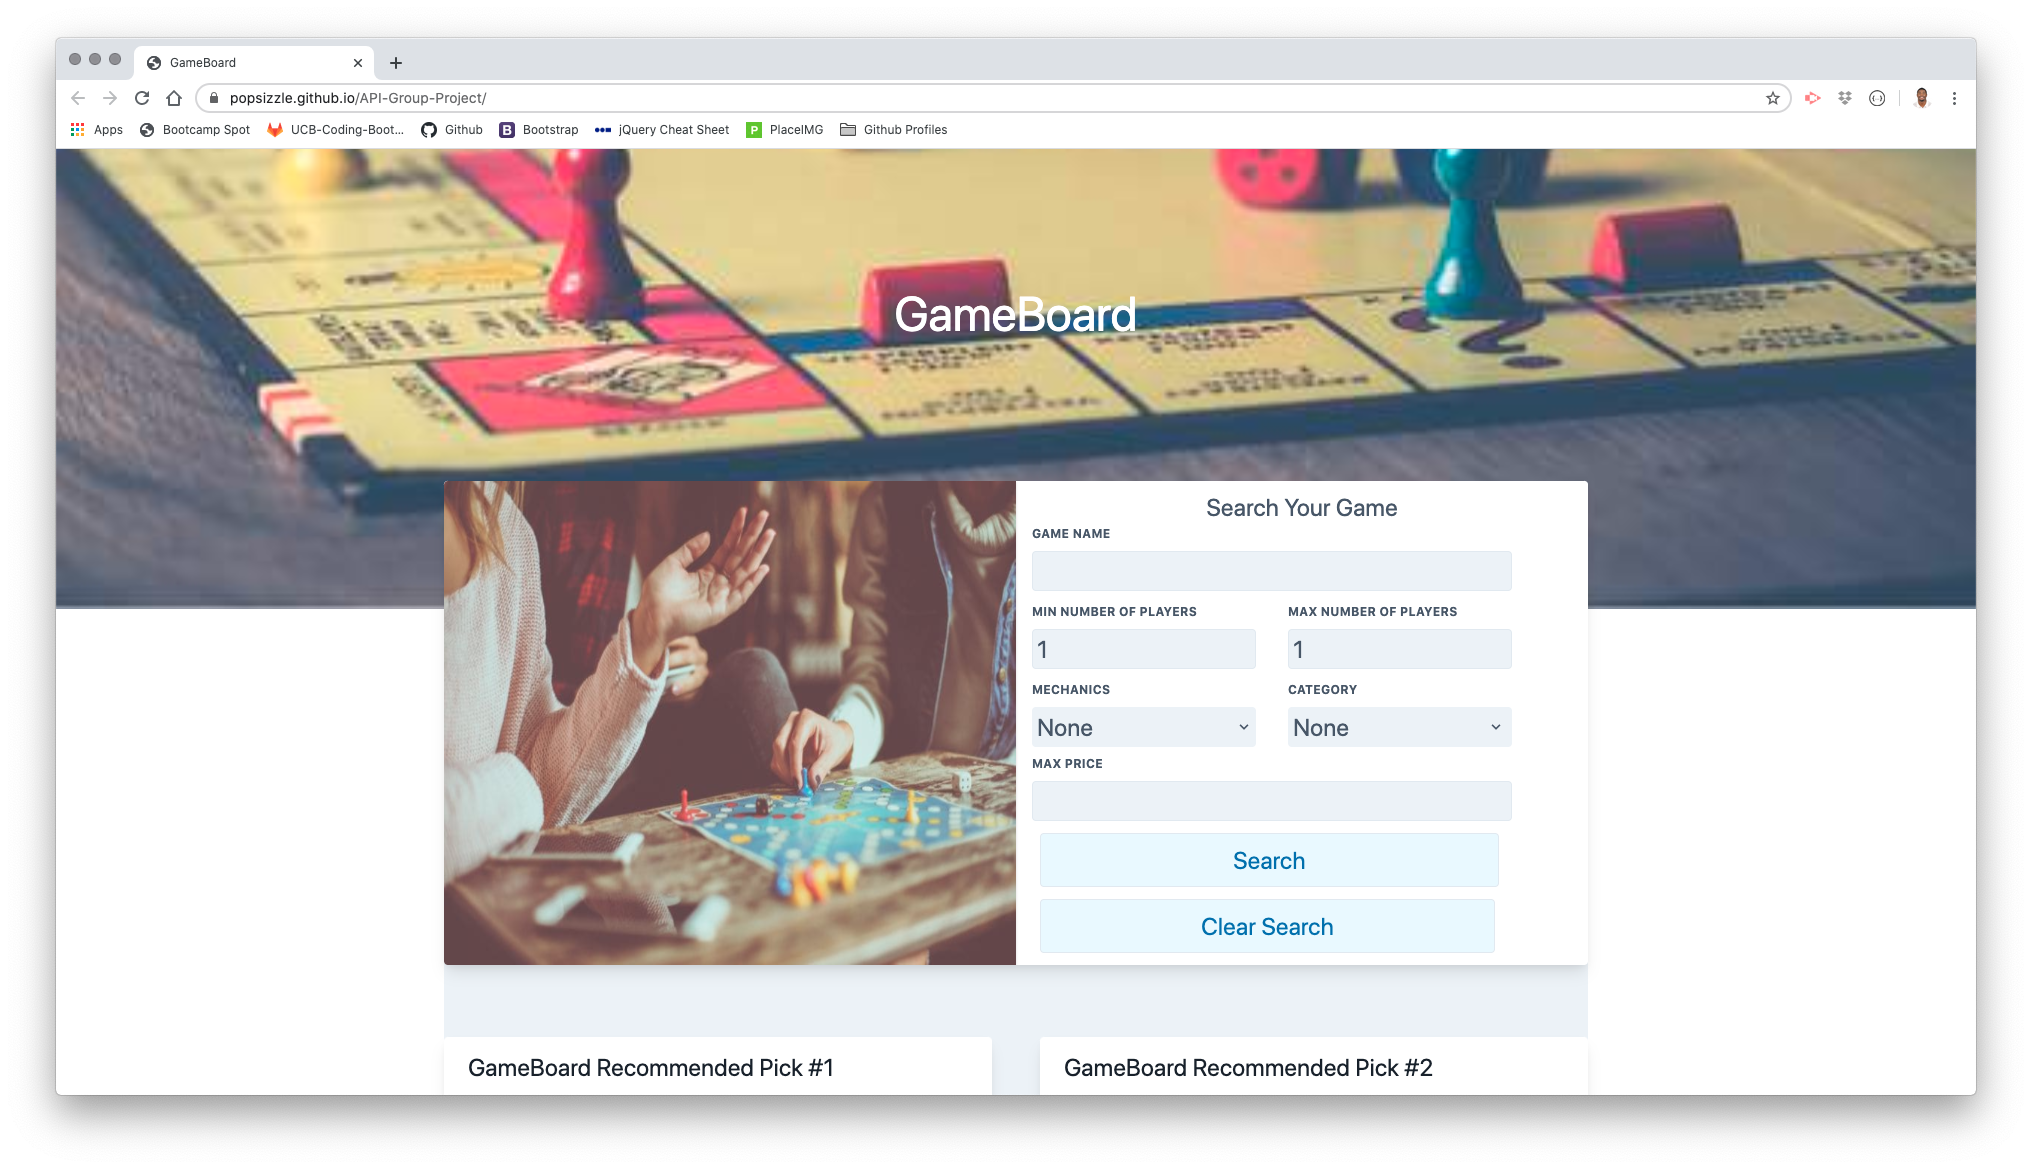 GameBoard
popsizzle.github.io/API-Group-Project/
Apps Bootcamp Spot UCB-Coding-Boot... Github Bootstrap jQuery Cheat Sheet PlaceIMG Github Profiles
GameBoard
Search Your Game
GAME NAME
MIN NUMBER OF PLAYERS MAX NUMBER OF PLAYERS
1 1
MECHANICS CATEGORY
None None
MAX PRICE
Search
Clear Search
GameBoard Recommended Pick #1 GameBoard Recommended Pick #2